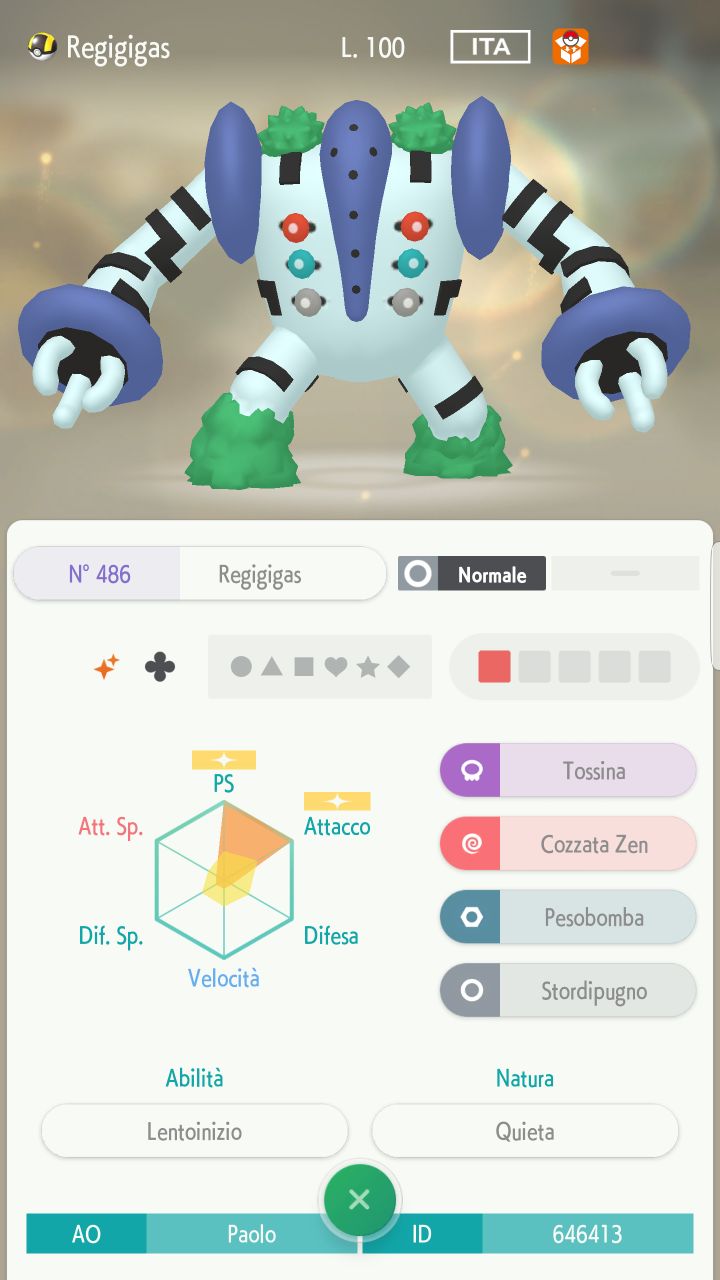 Regigigas L. 100 ITA
N° 486 Regigigas Normale
PS
Att. Sp. Attacco
Dif. Sp. Difesa
Velocità
Tossina
Cozzata Zen
Pesobomba
Stordipugno
Abilità Natura
Lentoinizio Quieta
AO Paolo ID 646413